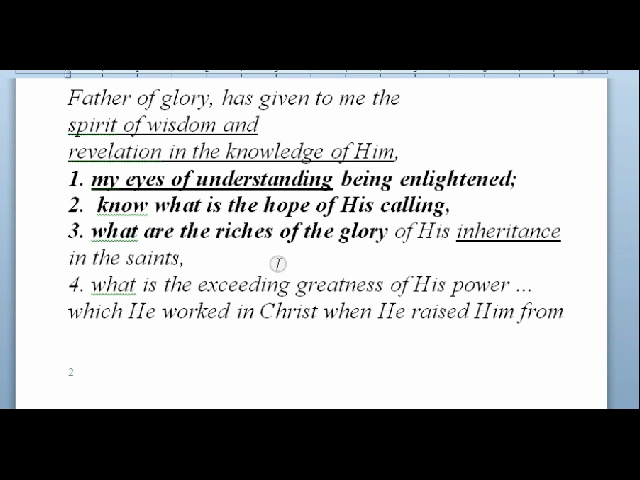 Father of glory, has given to me the
spirit of wisdom and
revelation in the knowledge of Him,
1. my eyes of understanding being enlightened;
2. know what is the hope of His calling,
3. what are the riches of the glory of His inheritance
in the saints,
4. what is the exceeding greatness of His power ...
which He worked in Christ when He raised Him from
2